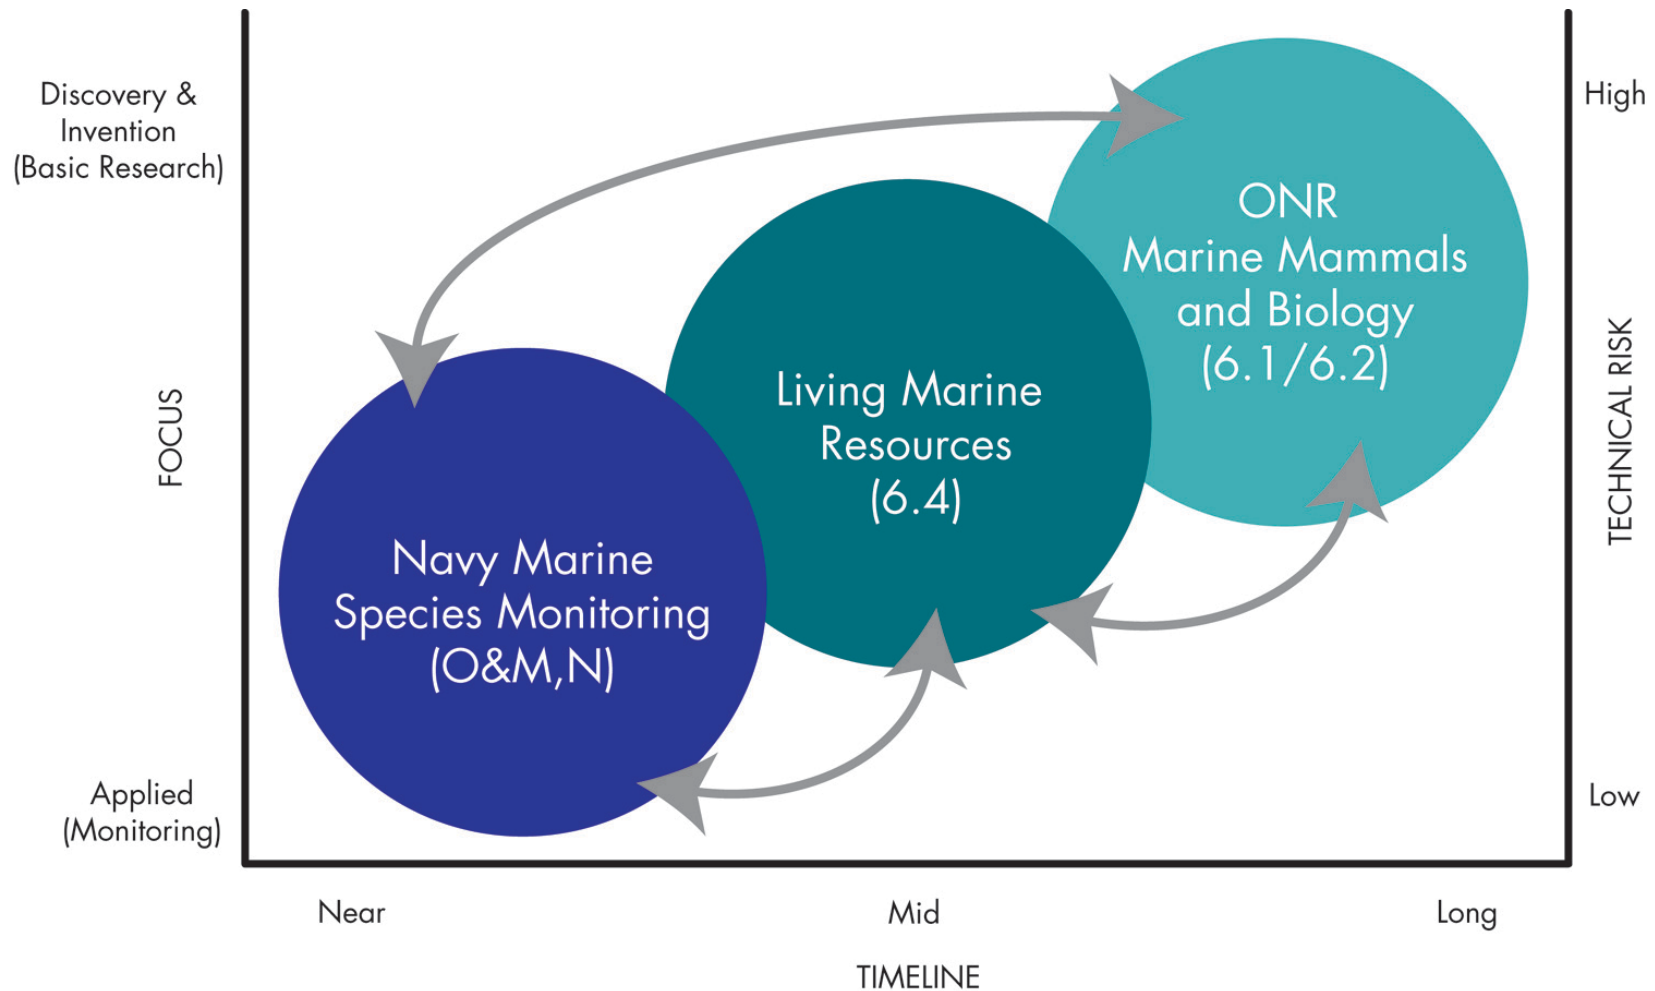 Discovery &
Invention
(Basic Research)
High
ONR
Marine Mammals
and Biology
(6.1/6.2)
Living Marine
Resources
(6.4)
FOCUS
TECHNICAL RISK
Navy Marine
Species Monitoring
(O&M,N)
Applied
(Monitoring)
Low
Near
Mid
Long
TIMELINE